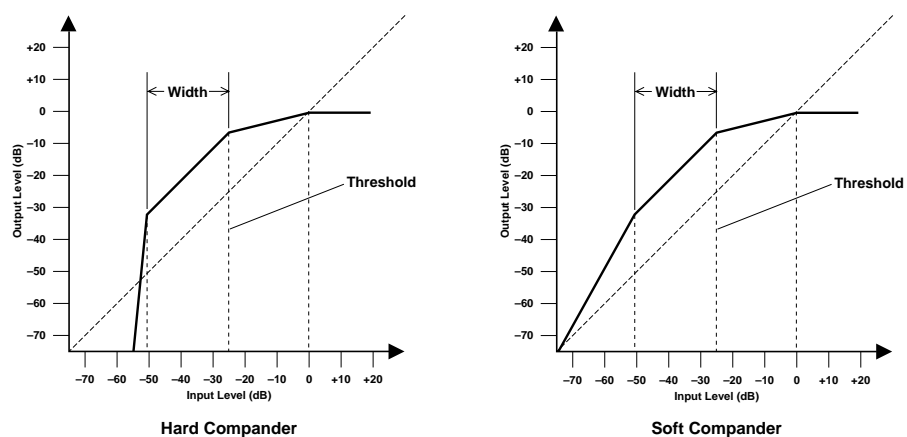 +20
+10
0
–10
–20
–30
–40
–50
–60
–70
Output Level (dB)
Width
Threshold
–70 –60 –50 –40 –30 –20 –10 0 +10 +20
Input Level (dB)
Hard Compander
+20
+10
0
–10
–20
–30
–40
–50
–60
–70
Output Level (dB)
Width
Threshold
–70 –60 –50 –40 –30 –20 –10 0 +10 +20
Input Level (dB)
Soft Compander